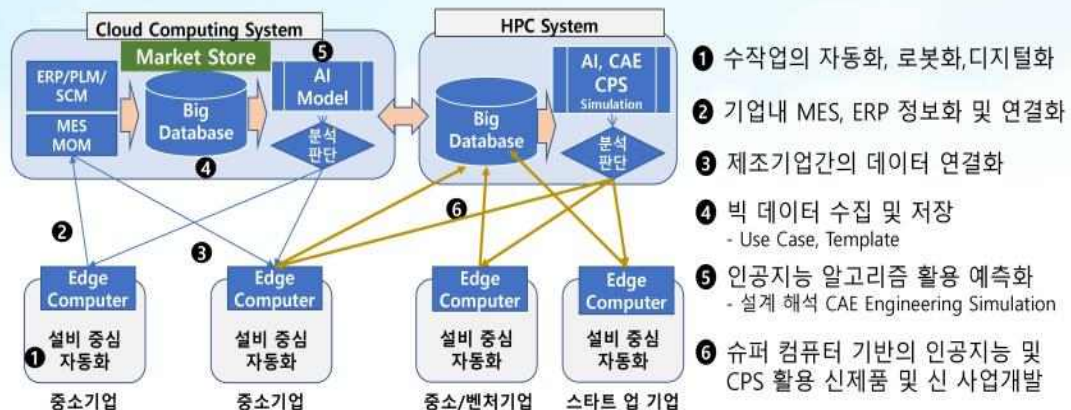 Cloud Computing System
Market Store
ERP/PLM/
SCM
MES
MOM
Big
Database
❹
❺
AI
Model
분석
판단
HPC System
Big
Database
AI, CAE
CPS
Simulation
분석
판단
❷
❸
❻
Edge
Computer
설비 중심
자동화
❶
중소기업
Edge
Computer
설비 중심
자동화
중소기업
Edge
Computer
설비 중심
자동화
중소/벤처기업
Edge
Computer
설비 중심
자동화
스타트 업 기업
❶ 수작업의 자동화, 로봇화,디지털화
❷ 기업내 MES, ERP 정보화 및 연결화
❸ 제조기업간의 데이터 연결화
❹ 빅 데이터 수집 및 저장
- Use Case, Template
❺ 인공지능 알고리즘 활용 예측화
- 설계 해석 CAE Engineering Simulation
❻ 슈퍼 컴퓨터 기반의 인공지능 및
CPS 활용 신제품 및 신 사업개발